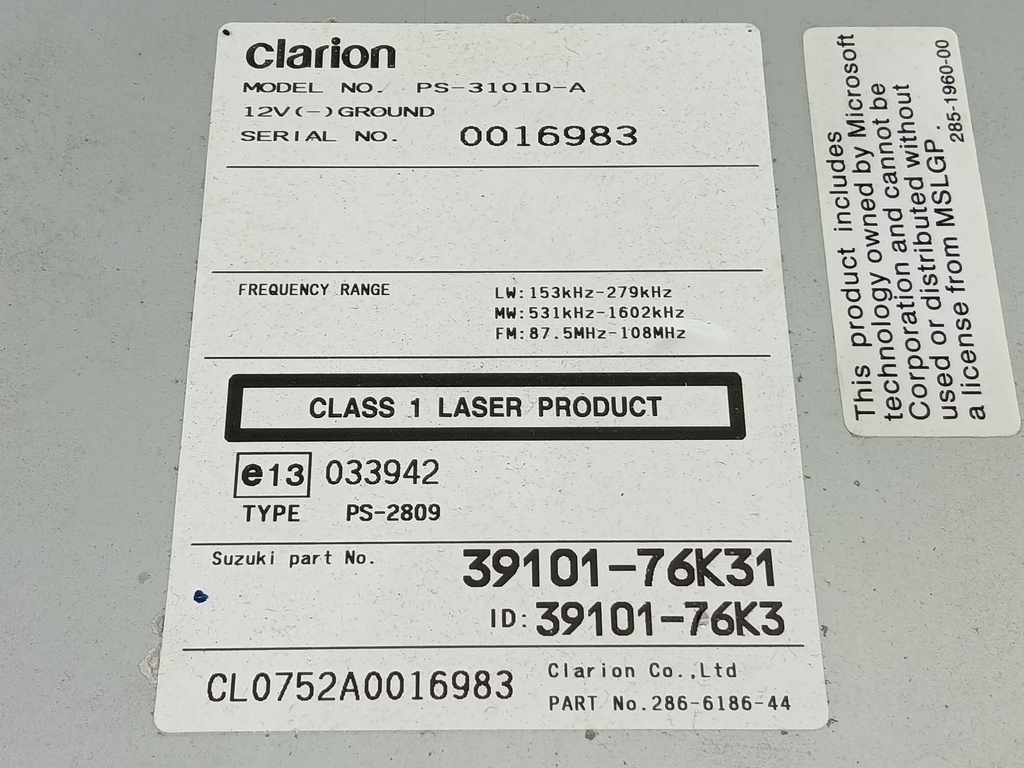 clarion
MODEL NO. PS-3101D-A
12V(-)GROUND
SERIAL NO. 0016983
FREQUENCY RANGE LW:153kHz-279kHz
MW:531kHz-1602kHz
FM:87.5MHz-108MHz
CLASS 1 LASER PRODUCT
e13 033942
TYPE PS-2809
Suzuki part No. 39101-76K31
ID:39101-76K3
CL0752A0016983
Clarion Co.,Ltd
PART No.286-6186-44
This product includes
technology owned by Microsoft
Corporation and cannot be
used or distributed without
a license from MSLGP.
285-1960-00